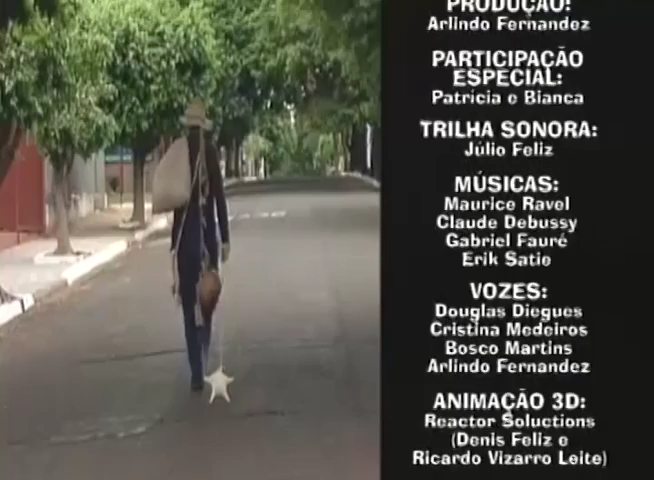 PRODUÇÃO:
Arlindo Fernandez
PARTICIPAÇÃO
ESPECIAL:
Patrícia e Bianca
TRILHA SONORA:
Júlio Feliz
MÚSICAS:
Maurice Ravel
Claude Debussy
Gabriel Fauré
Erik Satie
VOZES:
Douglas Diegues
Cristina Medeiros
Bosco Martins
Arlindo Fernandez
ANIMAÇÃO 3D:
Reactor Soluctions
(Denis Feliz e
Ricardo Vizarro Leite)